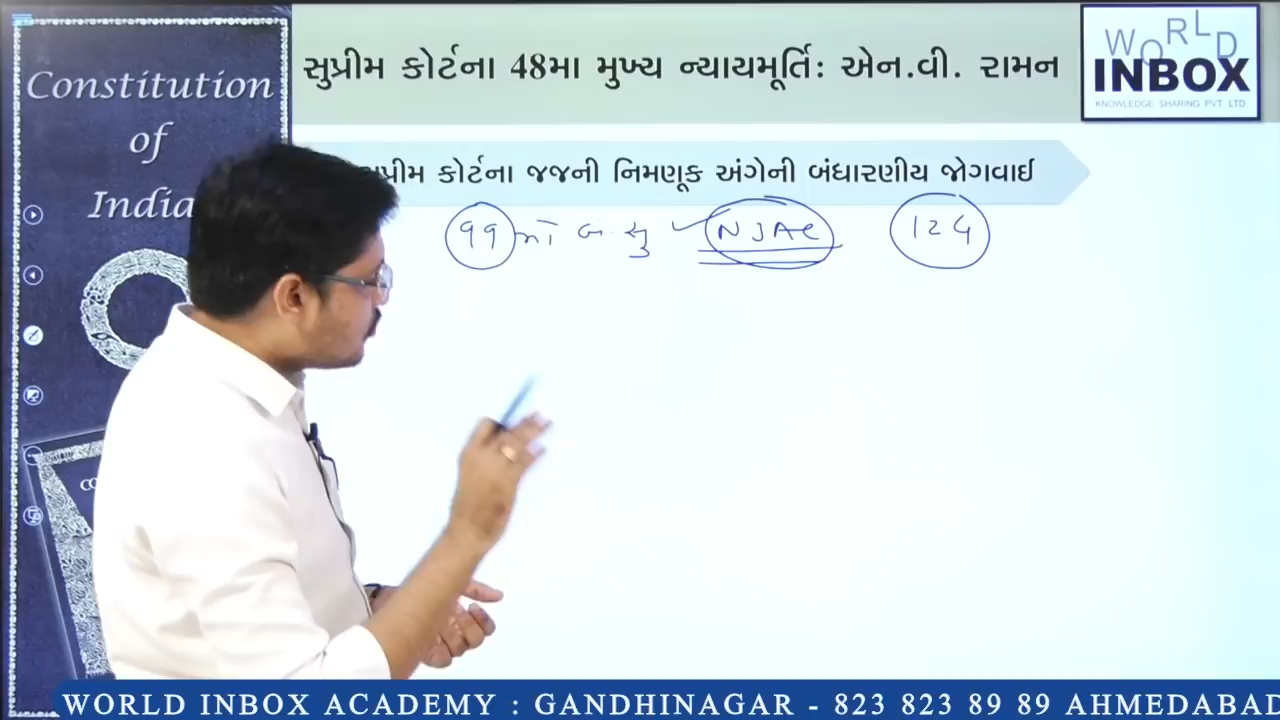 સુપ્રીમ કોર્ટના 48મા મુખ્ય ન્યાયમૂર્તિઃ એન.વી. રામન
WORLD
INBOX
KNOWLEDGE SHARING PVT LTD
Constitution
of
India
સુપ્રીમ કોર્ટના જજની નિમણૂક અંગેની બંધારણીય જોગવાઈ
99 મો બ. સુ NJAC 124
CO
WORLD INBOX ACADEMY : GANDHINAGAR - 823 823 89 89 AHMEDABAD